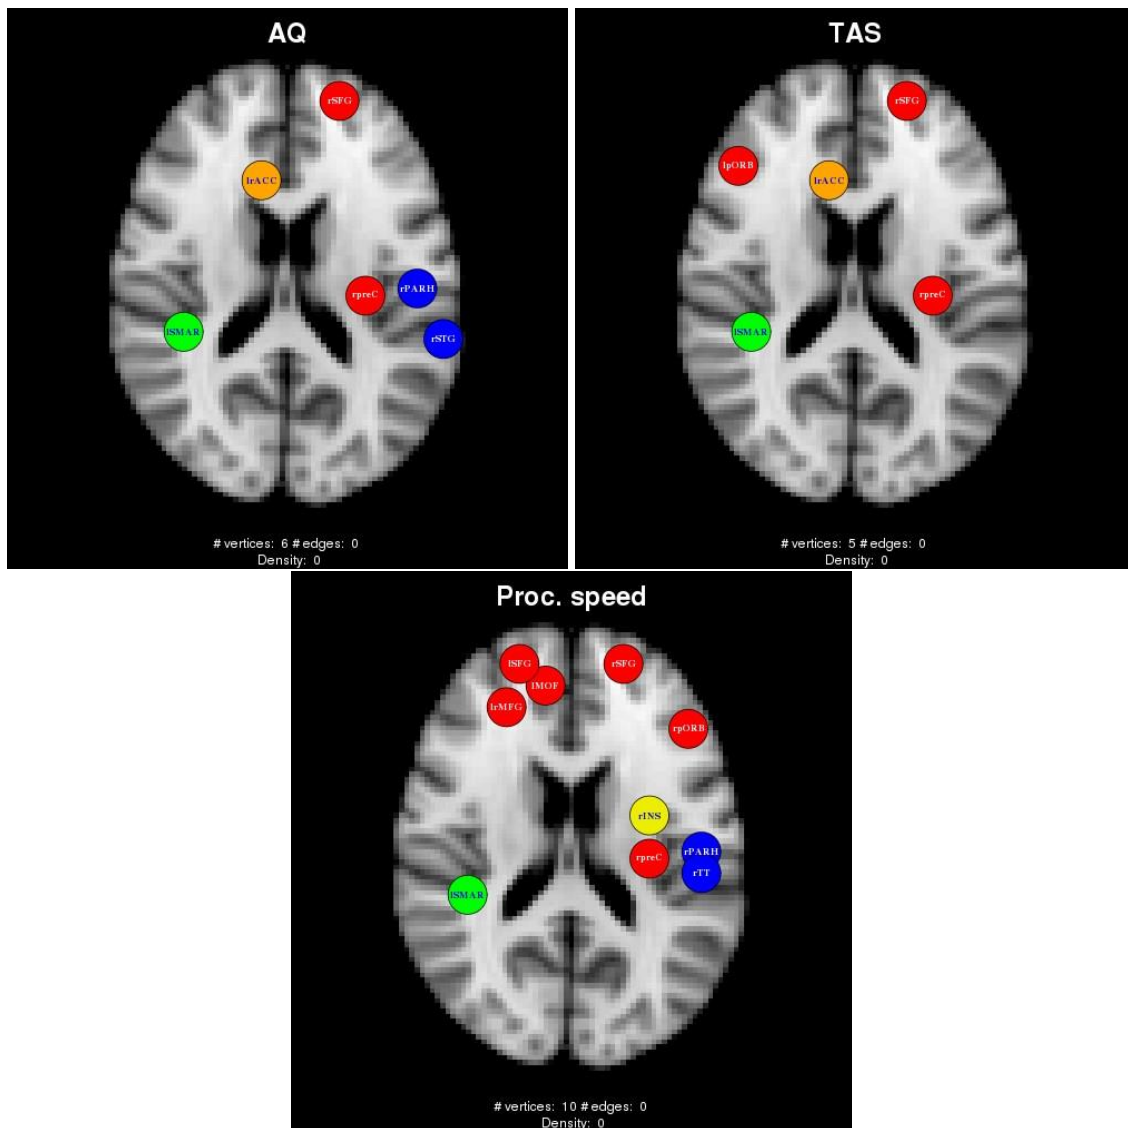 AQ
rSFG
lrACC
rPARH
rpreC
lSMAR
rSTG
# vertices: 6 # edges: 0
Density: 0
TAS
rSFG
lpORB
lrACC
rpreC
lSMAR
# vertices: 5 # edges: 0
Density: 0
Proc. speed
lSFG
rSFG
lMOF
lrMFG
rpORB
rINS
rPARH
rpreC
rTT
lSMAR
# vertices: 10 # edges: 0
Density: 0